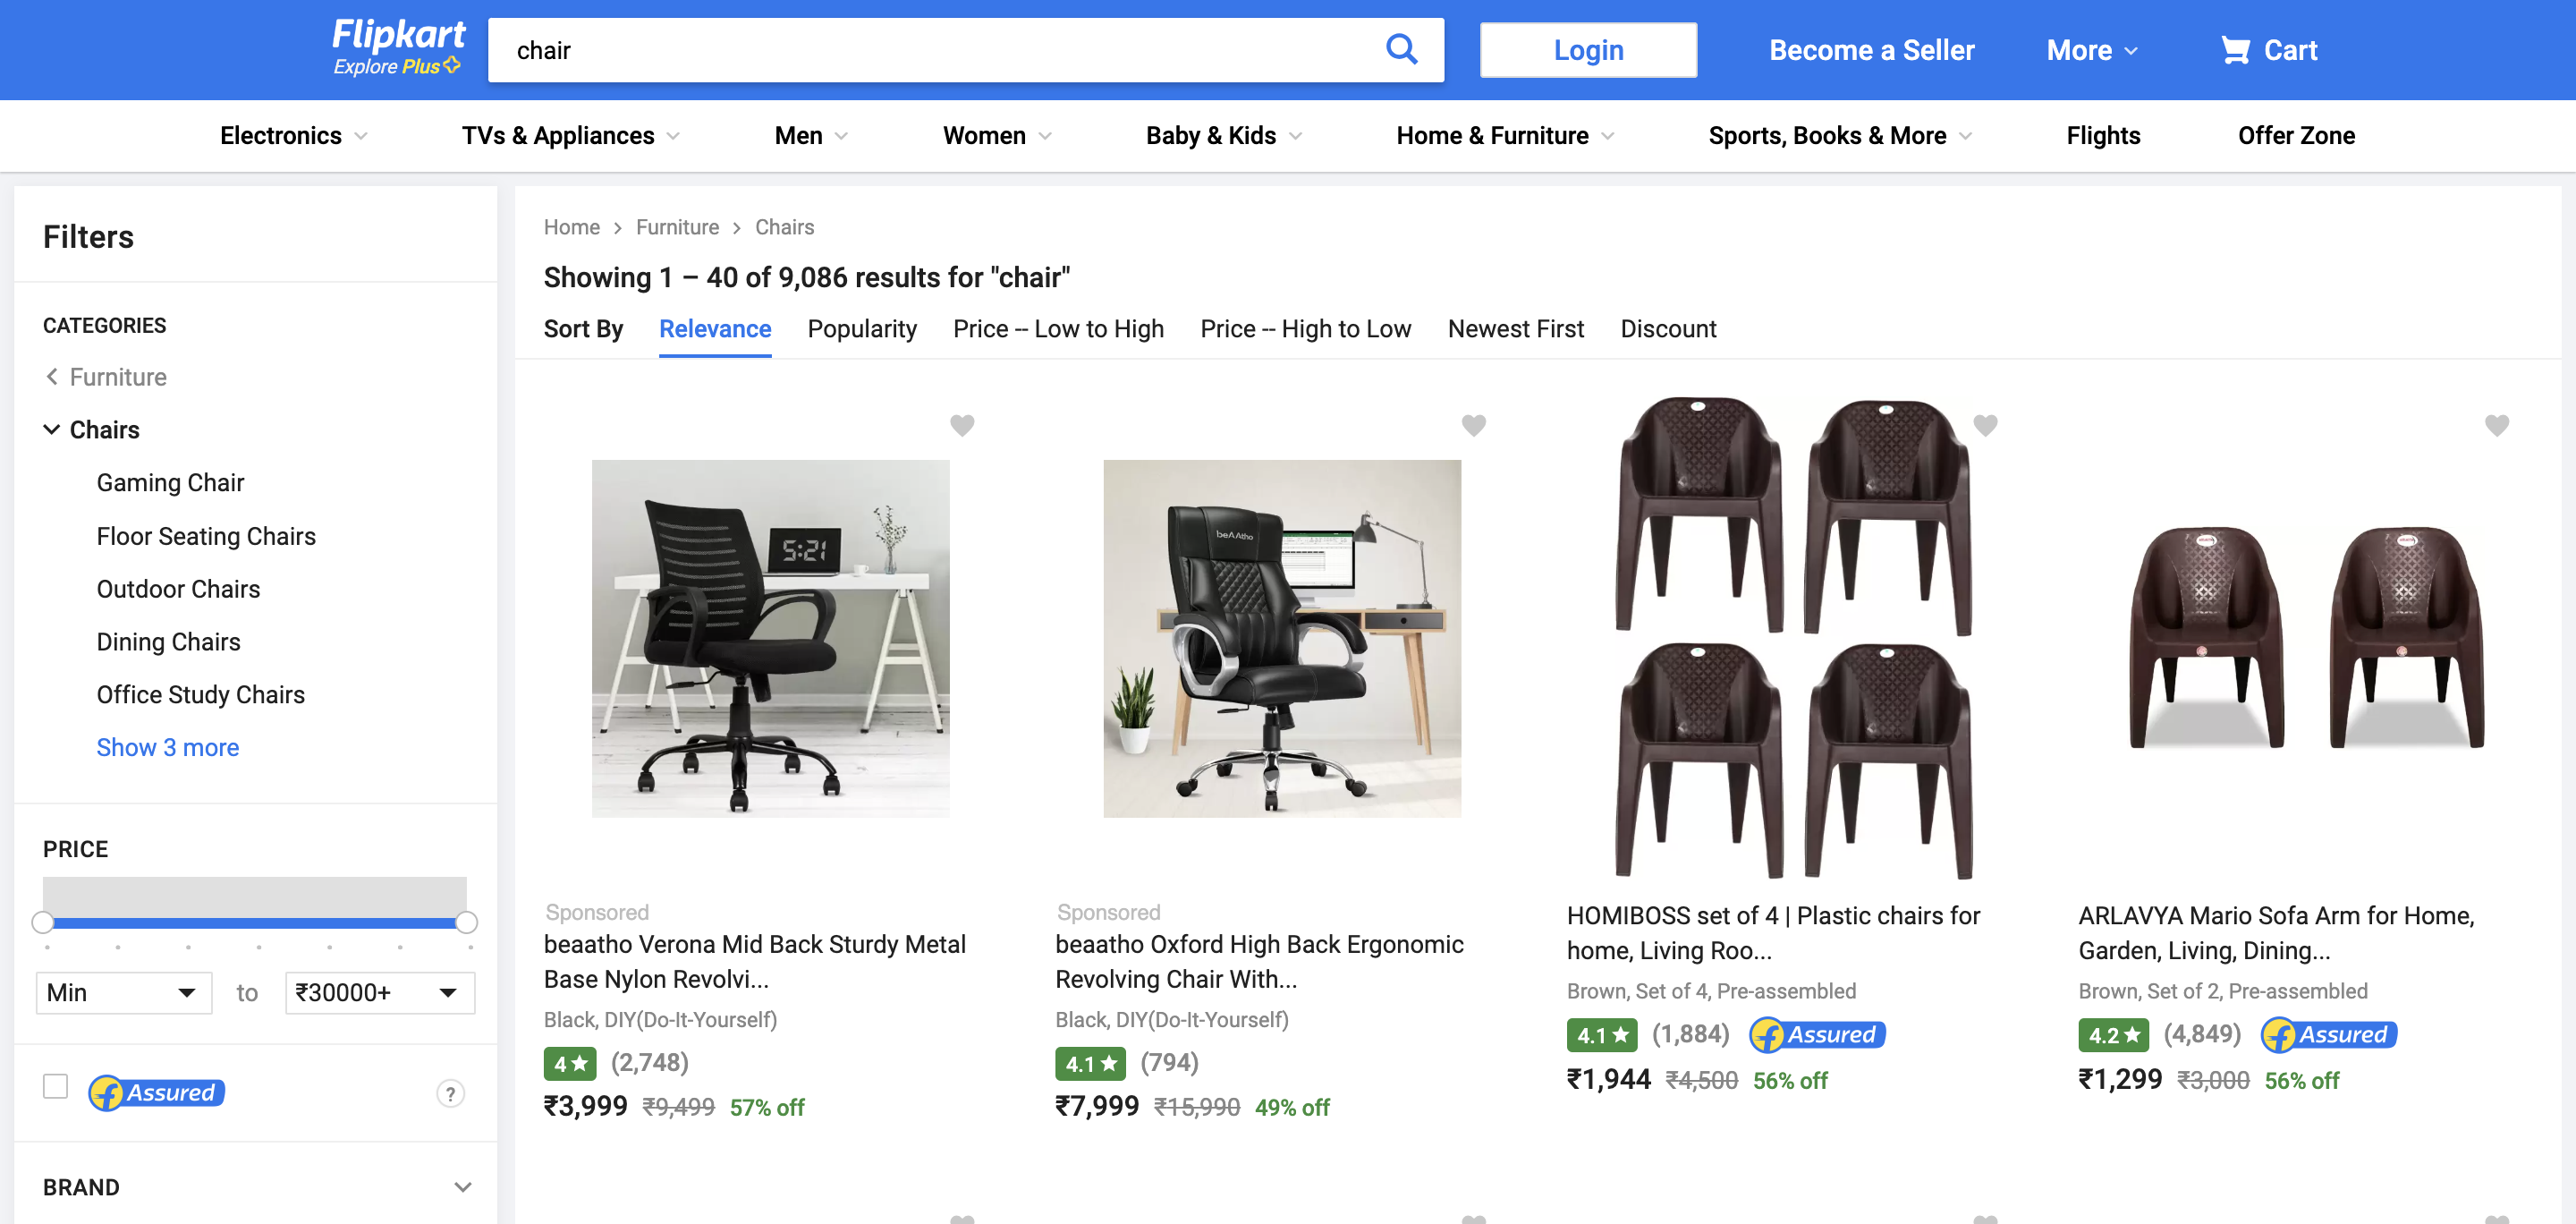 Flipkart
Explore Plus
chair
Login
Become a Seller
More
Cart
Electronics
TVs & Appliances
Men
Women
Baby & Kids
Home & Furniture
Sports, Books & More
Flights
Offer Zone
Filters
CATEGORIES
Furniture
Chairs
Gaming Chair
Floor Seating Chairs
Outdoor Chairs
Dining Chairs
Office Study Chairs
Show 3 more
PRICE
Min to ₹30000+
Assured ?
BRAND
Home > Furniture > Chairs
Showing 1 – 40 of 9,086 results for "chair"
Sort By Relevance Popularity Price -- Low to High Price -- High to Low Newest First Discount
5:21
Sponsored
beaatho Verona Mid Back Sturdy Metal
Base Nylon Revolvi...
Black, DIY(Do-It-Yourself)
4★ (2,748)
₹3,999 ₹9,499 57% off
beAAtho
Sponsored
beaatho Oxford High Back Ergonomic
Revolving Chair With...
Black, DIY(Do-It-Yourself)
4.1★ (794)
₹7,999 ₹15,990 49% off
HOMIBOSS set of 4 | Plastic chairs for
home, Living Roo...
Brown, Set of 4, Pre-assembled
4.1★ (1,884) Assured
₹1,944 ₹4,500 56% off
ARLAVYA Mario Sofa Arm for Home,
Garden, Living, Dining...
Brown, Set of 2, Pre-assembled
4.2★ (4,849) Assured
₹1,299 ₹3,000 56% off